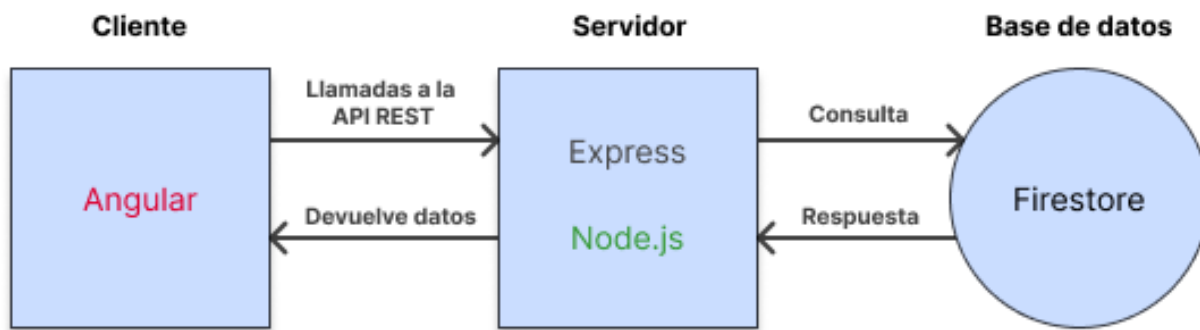 Cliente
Servidor
Base de datos
Llamadas a la
API REST
Consulta
Express
Angular
Firestore
Devuelve datos
Respuesta
Node.js